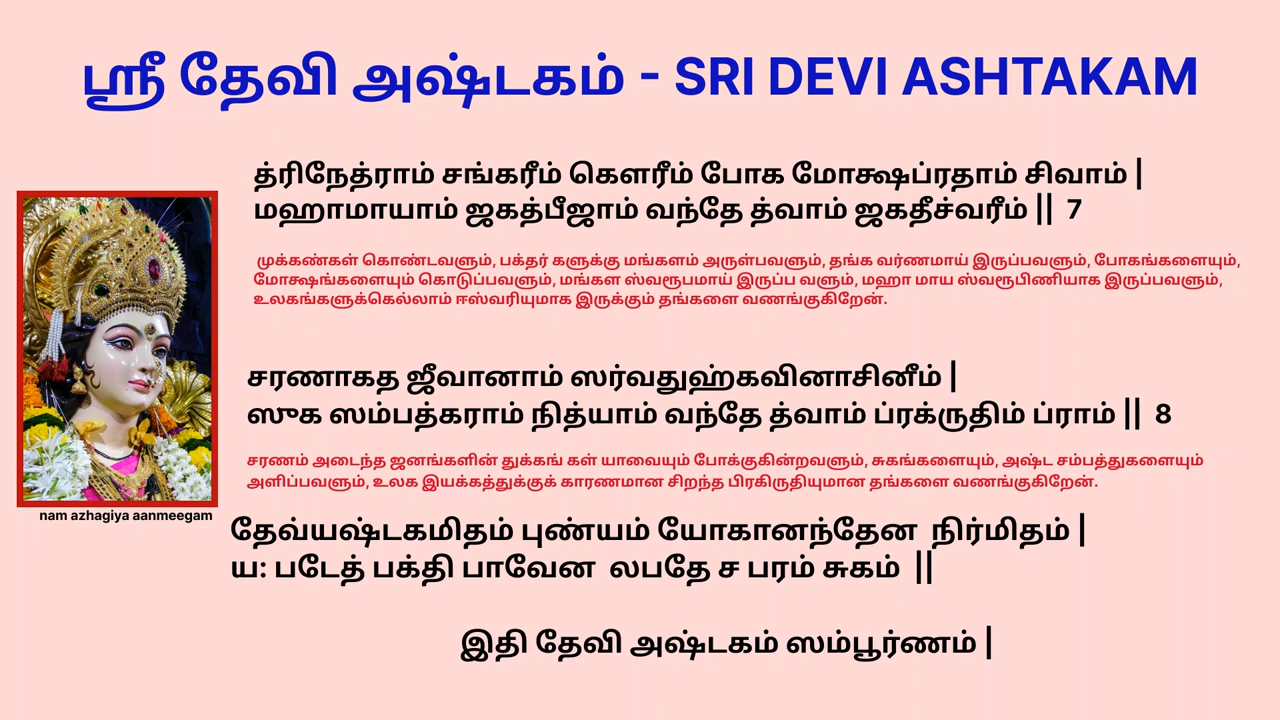 ஸ்ரீ தேவி அஷ்டகம் - SRI DEVI ASHTAKAM
த்ரிநேத்ராம் சங்கரீம் கௌரீம் போக மோக்ஷப்ரதாம் சிவாம் |
மஹாமாயாம் ஜகத்பீஜாம் வந்தே த்வாம் ஜகதீச்வரீம் || 7
முக்கண்கள் கொண்டவளும், பக்தர் களுக்கு மங்களம் அருள்பவளும், தங்க வர்ணமாய் இருப்பவளும், போகங்களையும்,
மோக்ஷங்களையும் கொடுப்பவளும், மங்கள ஸ்வரூபமாய் இருப்ப வளும், மஹா மாய ஸ்வரூபிணியாக இருப்பவளும்,
உலகங்களுக்கெல்லாம் ஈஸ்வரியுமாக இருக்கும் தங்களை வணங்குகிறேன்.
சரணாகத ஜீவானாம் ஸர்வதுஹ்கவினாசினீம் |
ஸுக ஸம்பத்கராம் நித்யாம் வந்தே த்வாம் ப்ரக்ருதிம் ப்ராம் || 8
சரணம் அடைந்த ஜனங்களின் துக்கங் கள் யாவையும் போக்குகின்றவளும், சுகங்களையும், அஷ்ட சம்பத்துகளையும்
அளிப்பவளும், உலக இயக்கத்துக்குக் காரணமான சிறந்த பிரகிருதியுமான தங்களை வணங்குகிறேன்.
nam azhagiya aanmeegam
தேவ்யஷ்டகமிதம் புண்யம் யோகானந்தேன நிர்மிதம் |
ய: படேத் பக்தி பாவேன லபதே ச பரம் சுகம் ||
இதி தேவி அஷ்டகம் ஸம்பூர்ணம் |